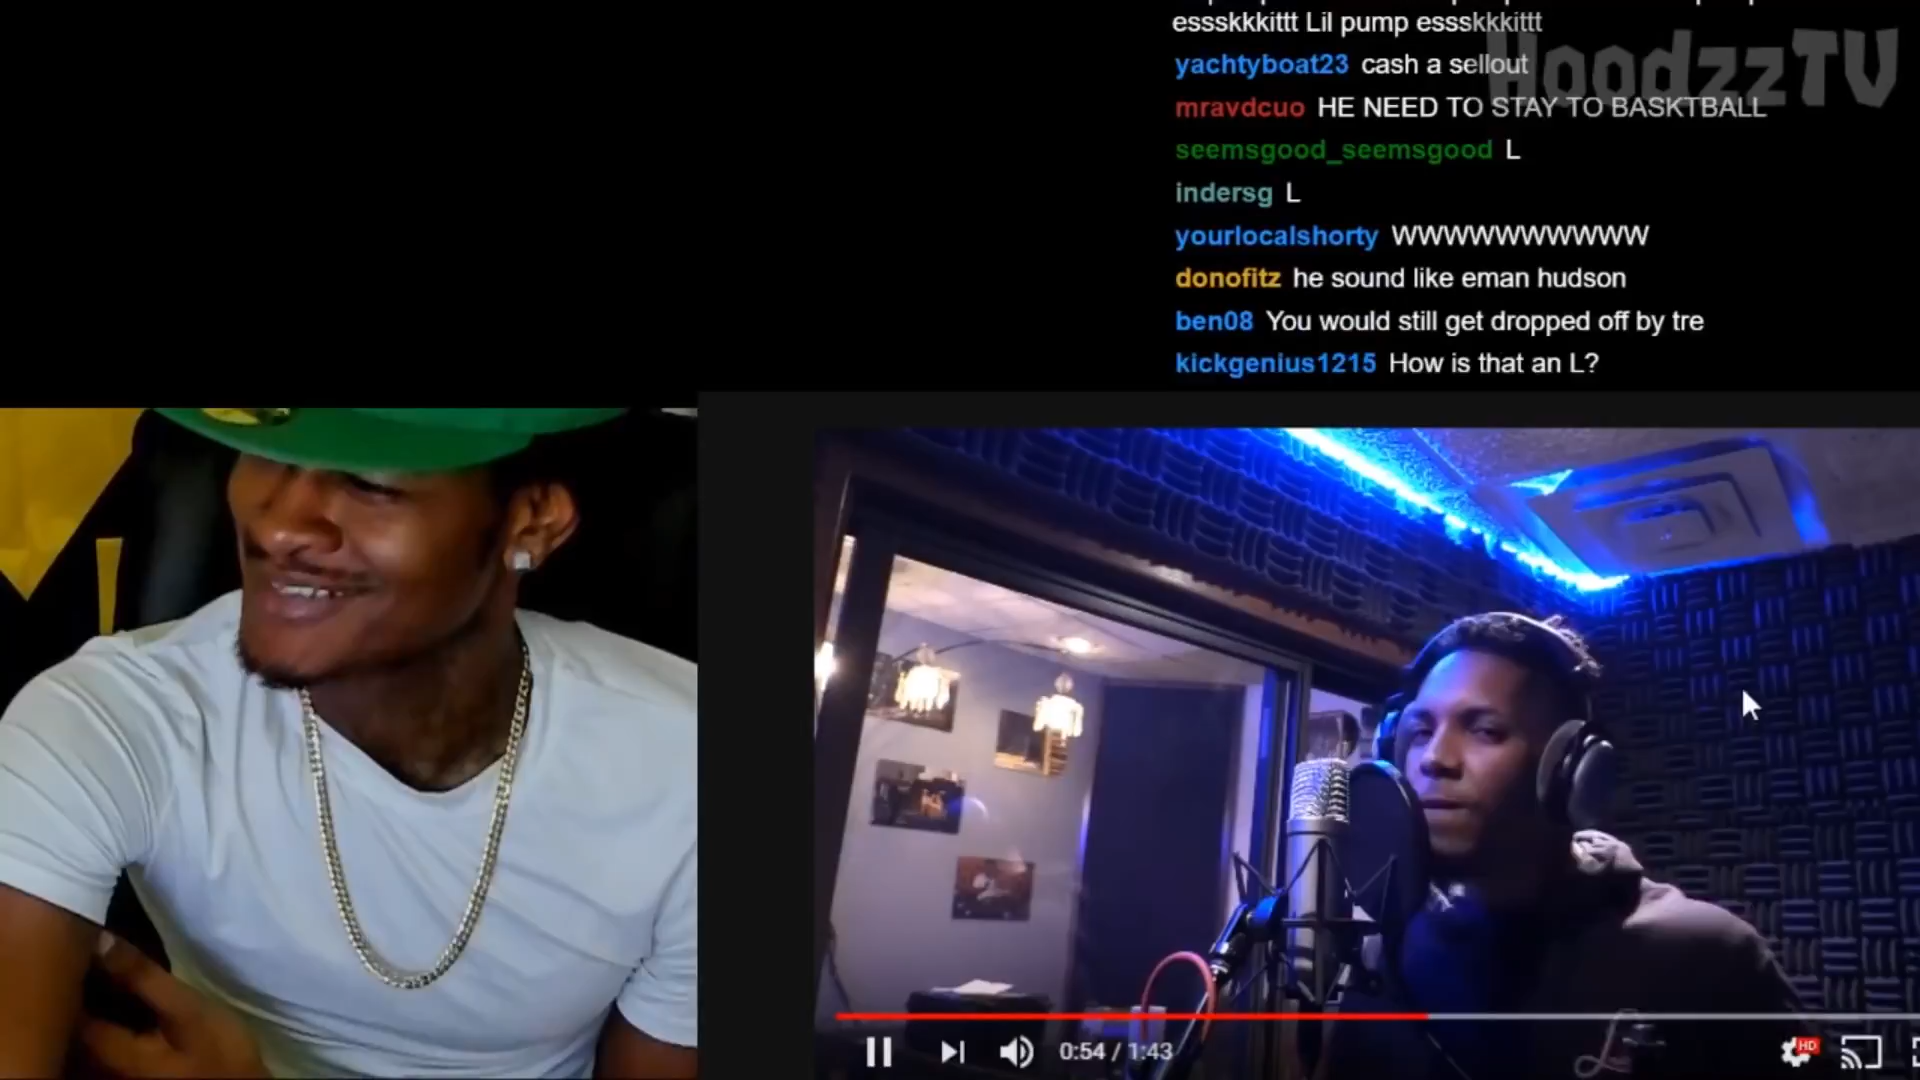 essskkkittt Lil pump essskkkittt
HoodzzTV
yachtyboat23 cash a sellout
mravdcuo HE NEED TO STAY TO BASKTBALL
seemsgood_seemsgood L
indersg L
yourlocalshorty WWWWWWWWWW
donofitz he sound like eman hudson
ben08 You would still get dropped off by tre
kickgenius1215 How is that an L?
0:54 / 1:43
HD